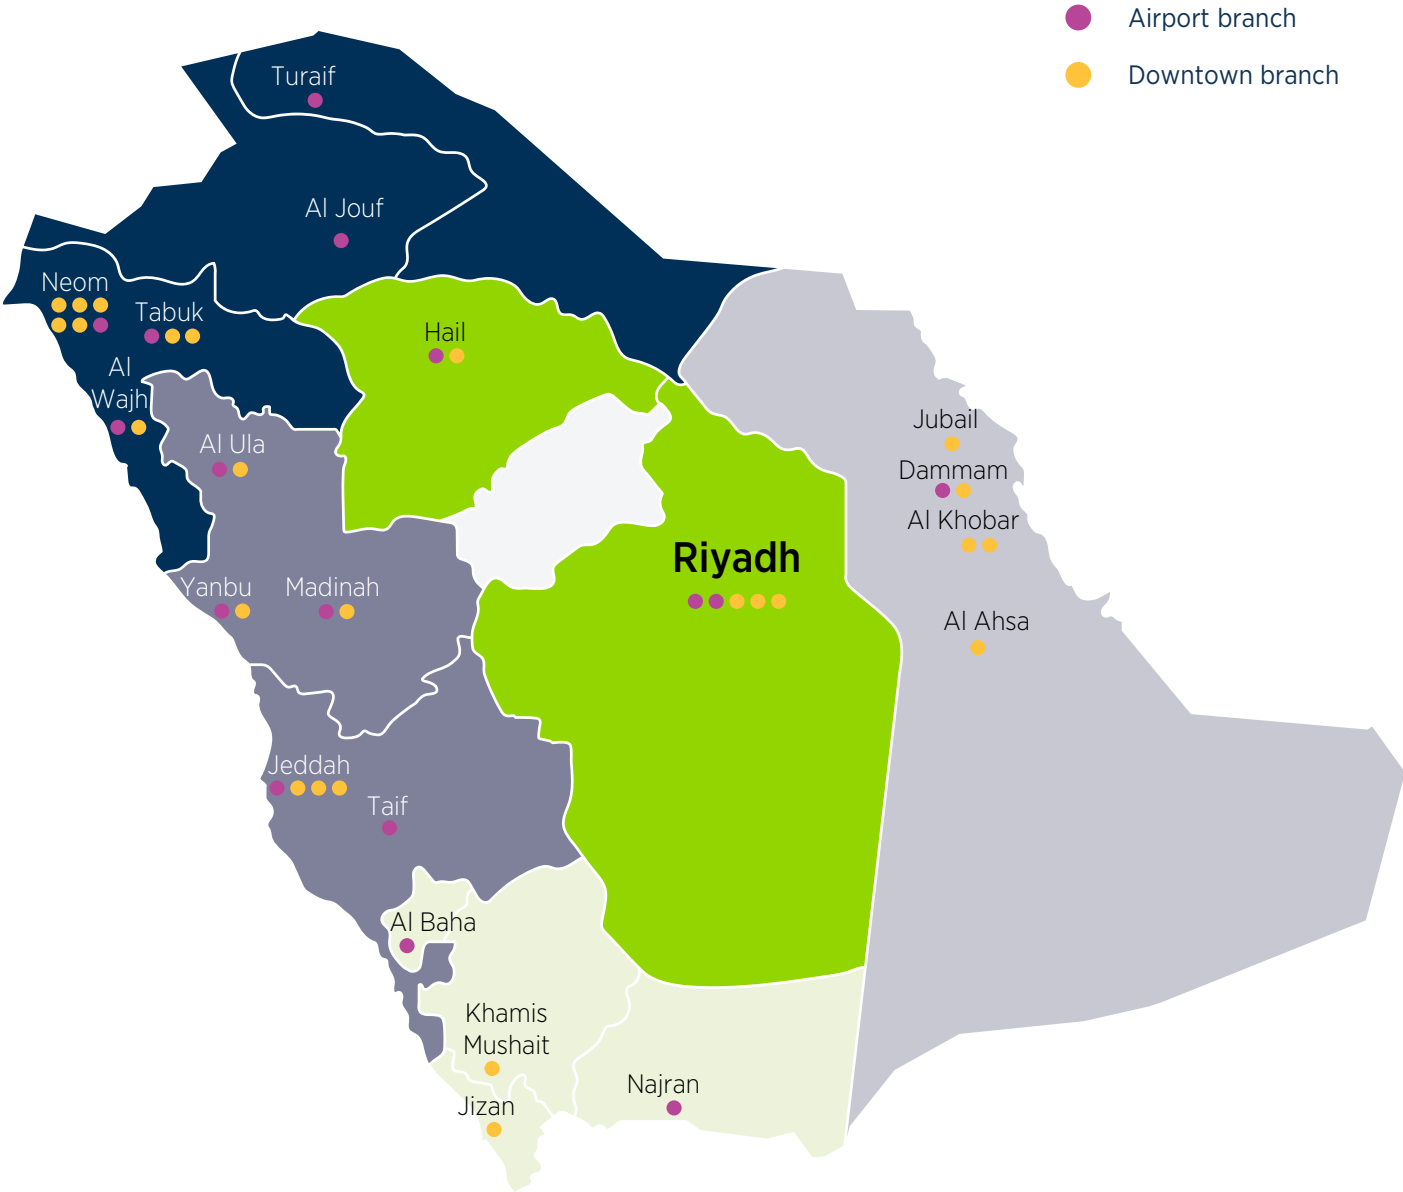 Airport branch
Downtown branch
Turaif
Al Jouf
Neom
Tabuk
Hail
Al
Wajh
Al Ula
Jubail
Dammam
Al Khobar
Riyadh
Yanbu
Madinah
Al Ahsa
Jeddah
Taif
Al Baha
Khamis
Mushait
Najran
Jizan